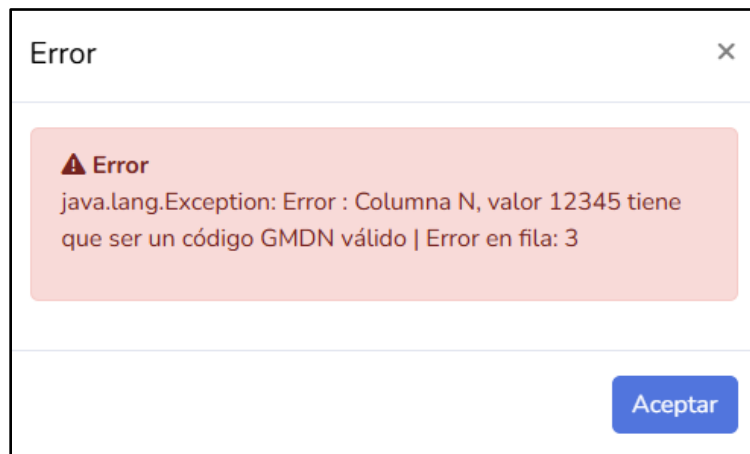 Error
Error
java.lang.Exception: Error : Columna N, valor 12345 tiene
que ser un código GMDN válido | Error en fila: 3
Aceptar